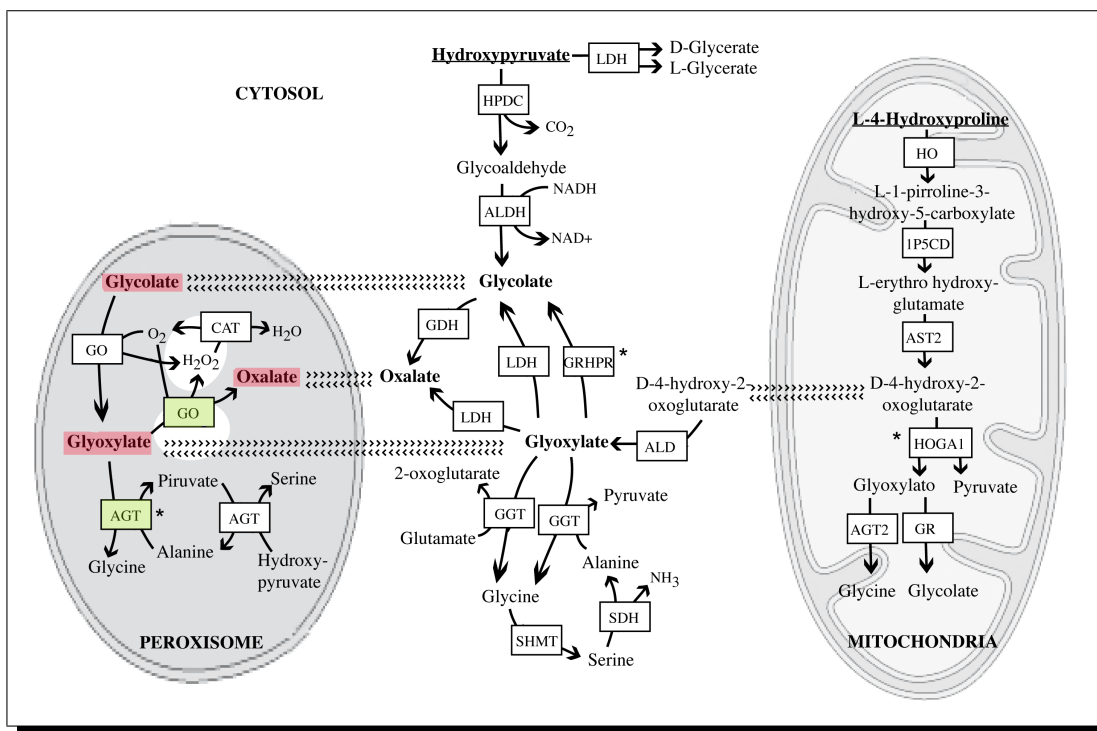 Hydroxypyruvate
LDH
D-Glycerate
L-Glycerate
CYTOSOL
HPDC
CO2
Glycoaldehyde
NADH
ALDH
NAD+
Glycolate
Glycolate
GO
O2
CAT
H2O
H2O2
Oxalate
GO
Glyoxylate
Piruvate
Serine
AGT
*
AGT
Alanine
Glycine
Hydroxy-
pyruvate
PEROXISOME
GDH
LDH
GRHPR
*
Oxalate
LDH
Glyoxylate
ALD
D-4-hydroxy-2-
oxoglutarate
2-oxoglutarate
Pyruvate
GGT
GGT
Glutamate
Alanine
NH3
Glycine
SDH
SHMT
Serine
L-4-Hydroxyproline
HO
L-1-pirroline-3-
hydroxy-5-carboxylate
1P5CD
L-erythro hydroxy-
glutamate
AST2
D-4-hydroxy-2-
oxoglutarate
*
HOGA1
Glyoxylato
Pyruvate
AGT2
GR
Glycine
Glycolate
MITOCHONDRIA